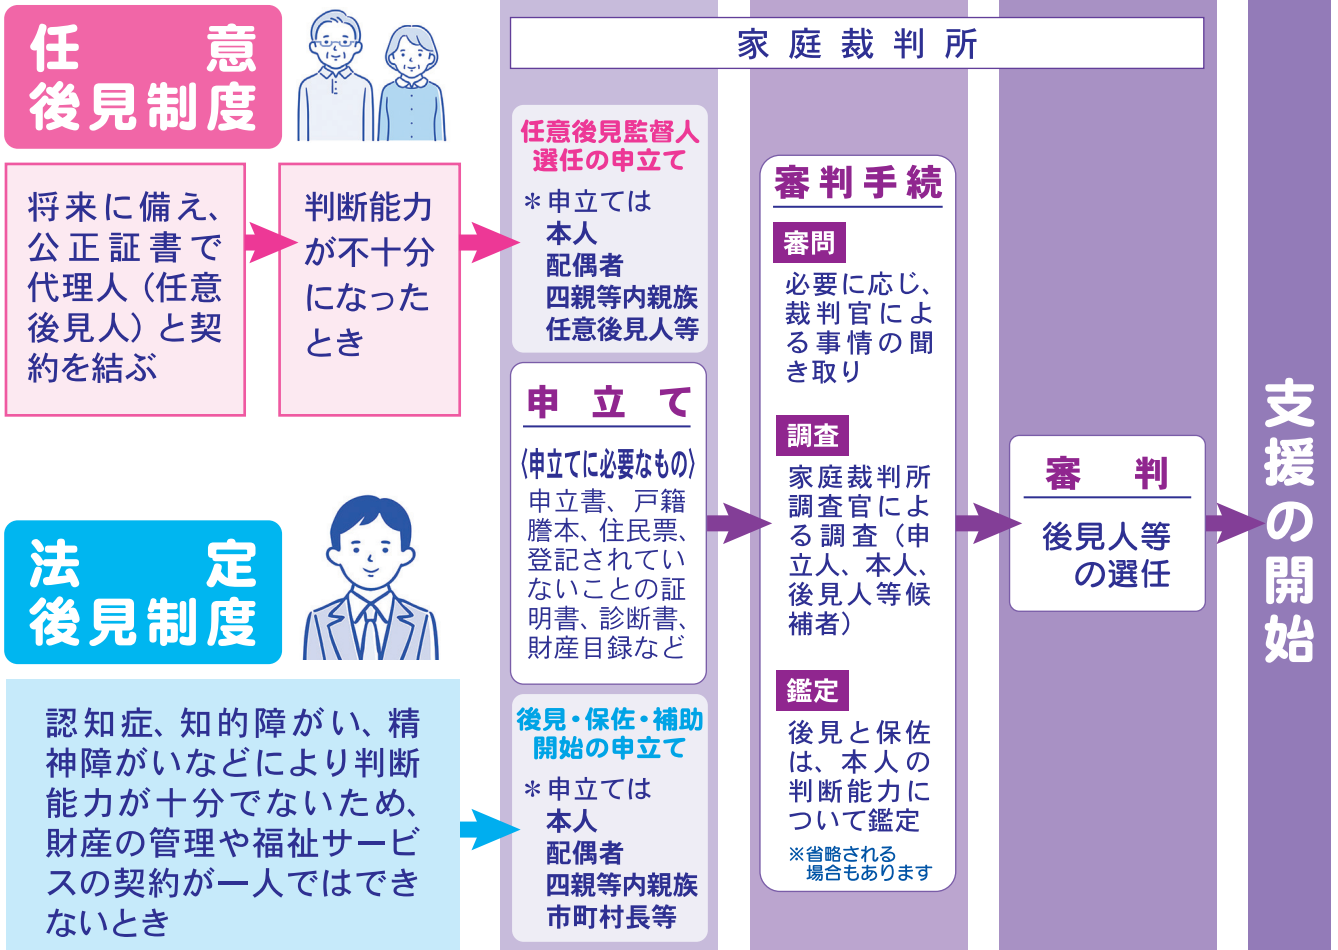 任意
後見制度
将来に備え、
公正証書で
代理人（任意
後見人）と契
約を結ぶ
判断能力
が不十分
になった
とき
法定
後見制度
認知症、知的障がい、精
神障がいなどにより判断
能力が十分でないため、
財産の管理や福祉サービ
スの契約が一人ではでき
ないとき
家庭裁判所
任意後見監督人
選任の申立て
＊申立ては
本人
配偶者
四親等内親族
任意後見人等
申立て
〈申立てに必要なもの〉
申立書、戸籍
謄本、住民票、
登記されてい
ないことの証
明書、診断書、
財産目録など
後見・保佐・補助
開始の申立て
＊申立ては
本人
配偶者
四親等内親族
市町村長等
審判手続
審問
必要に応じ、
裁判官によ
る事情の聞
き取り
調査
家庭裁判所
調査官によ
る調査（申
立人、本人、
後見人等候
補者）
鑑定
後見と保佐
は、本人の
判断能力に
ついて鑑定
※省略される
場合もあります
審判
後見人等
の選任
支援の開始